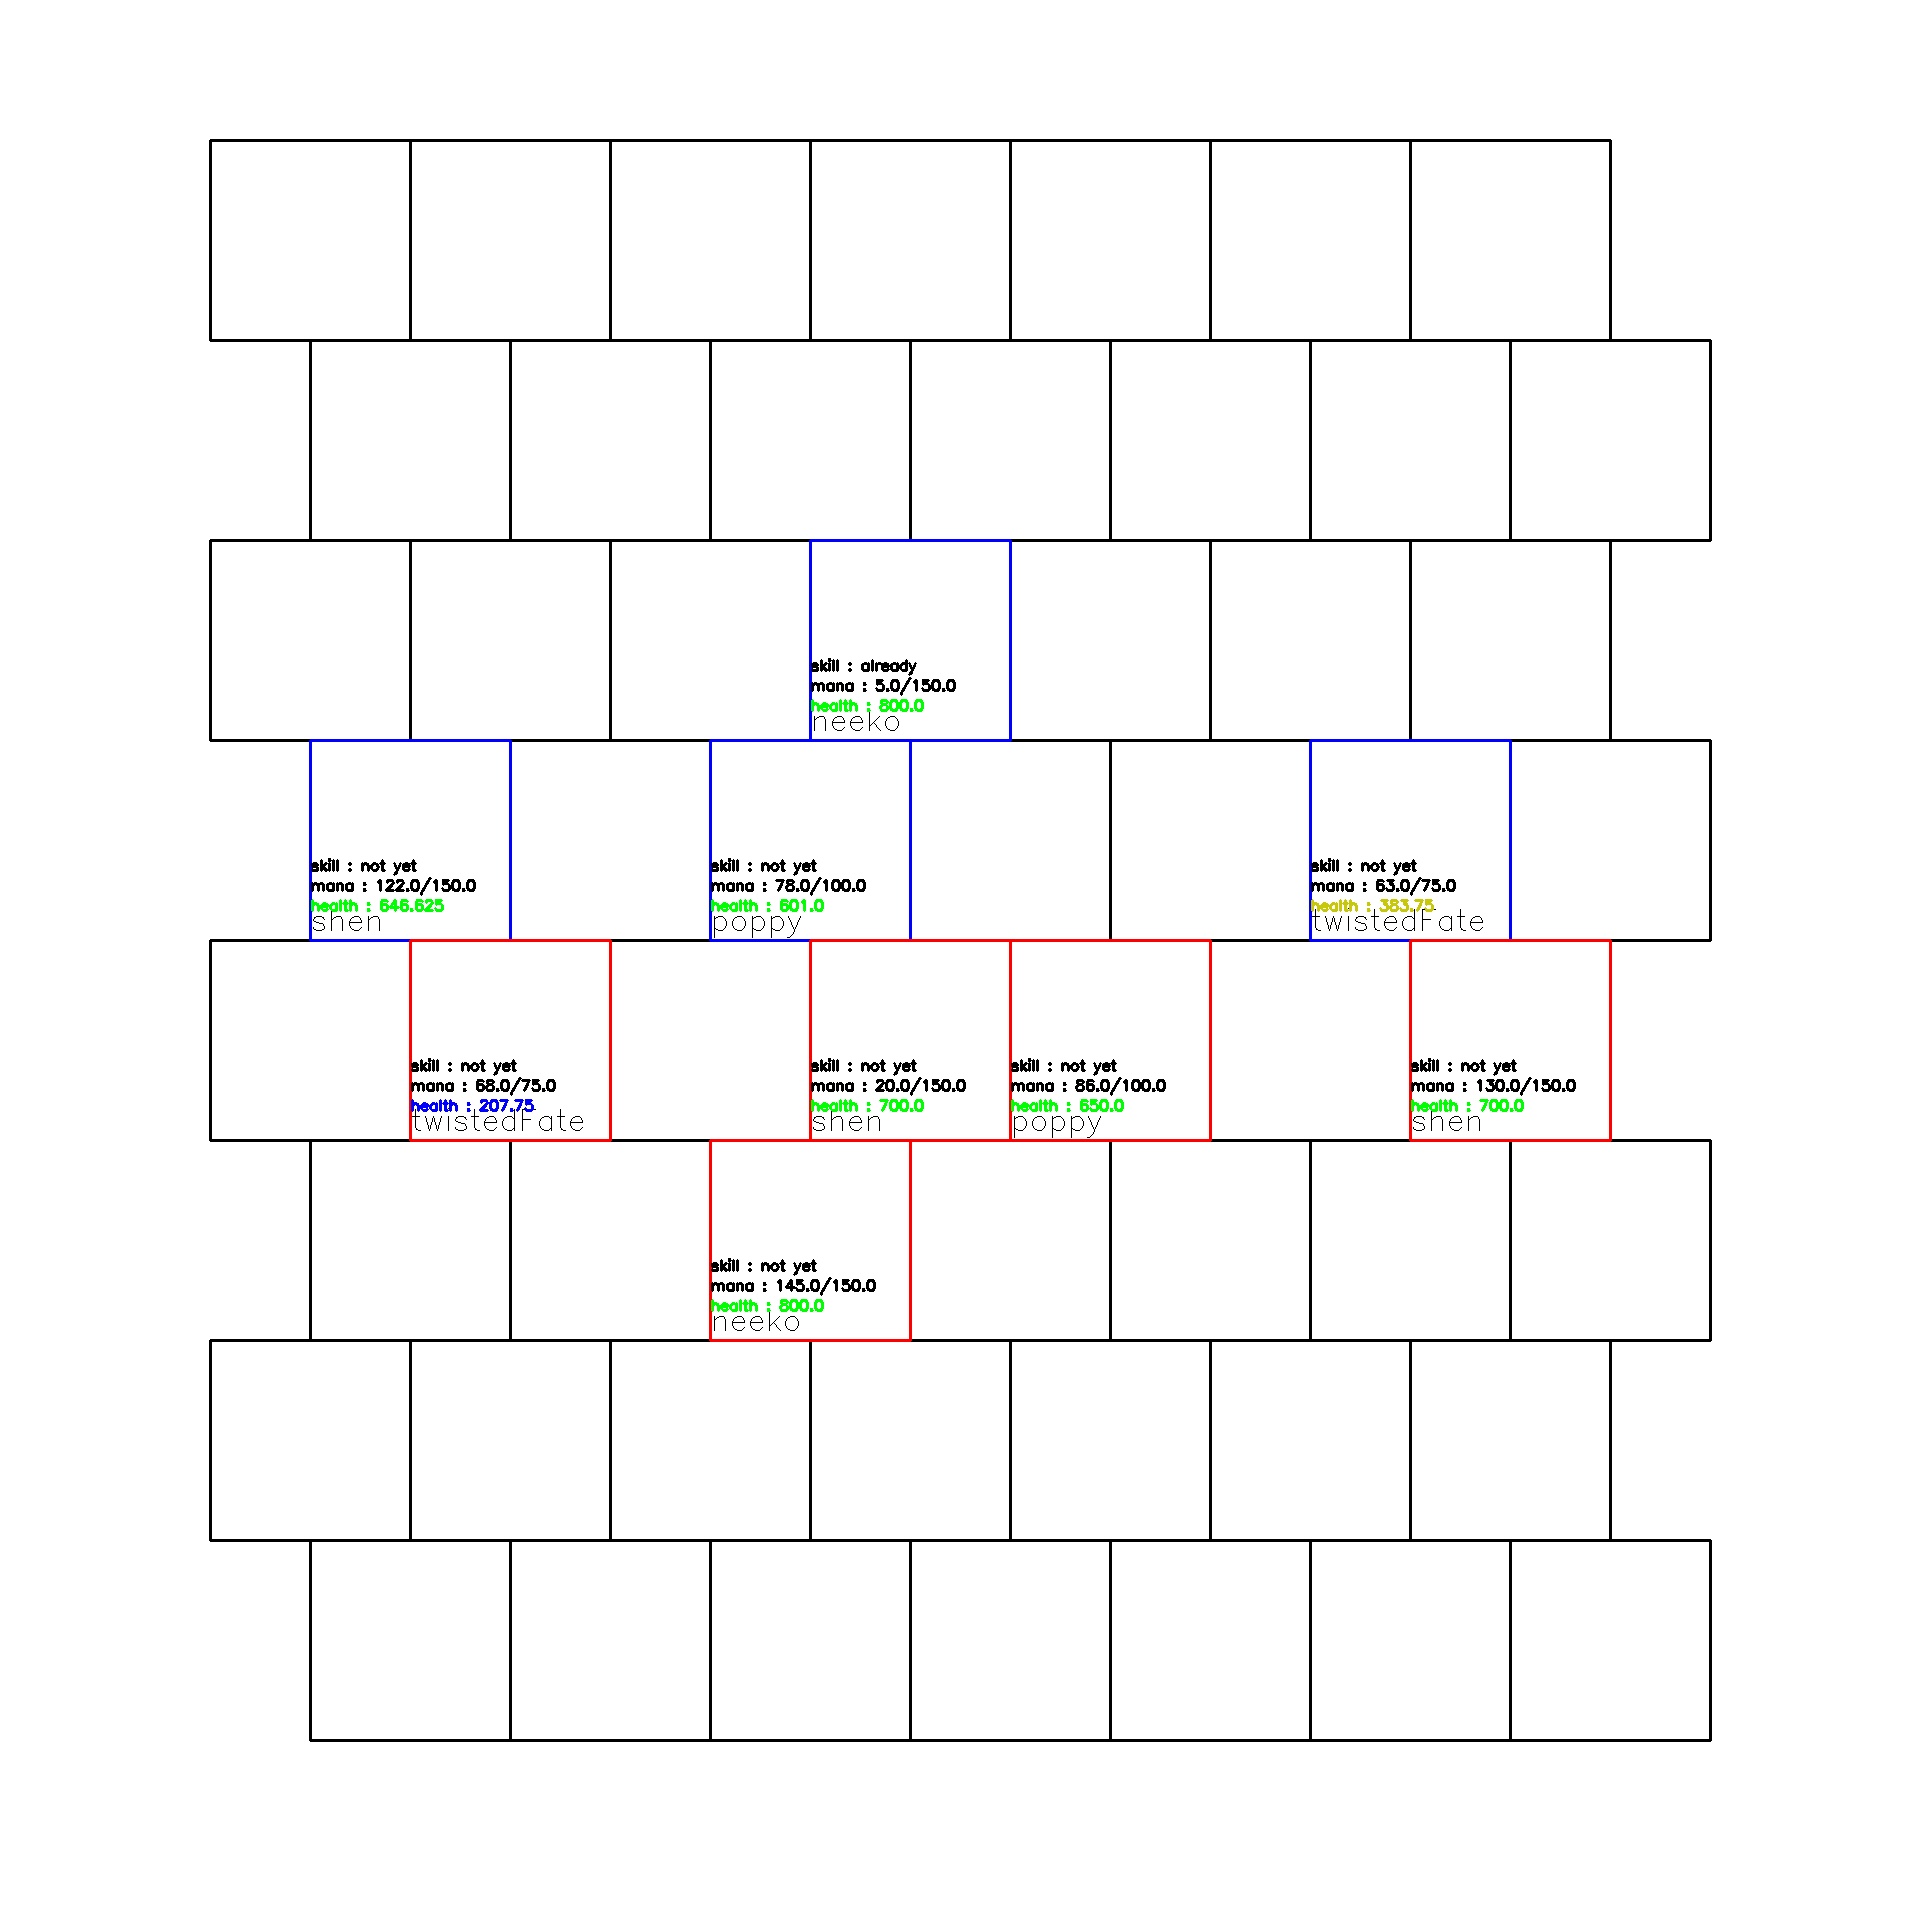 skill : already
mana : 5.0/150.0
health : 800.0
neeko
skill : not yet
mana : 122.0/150.0
health : 646.625
shen
skill : not yet
mana : 78.0/100.0
health : 601.0
poppy
skill : not yet
mana : 63.0/75.0
health : 383.75
twistedFate
skill : not yet
mana : 68.0/75.0
health : 207.75
twistedFate
skill : not yet
mana : 20.0/150.0
health : 700.0
shen
skill : not yet
mana : 86.0/100.0
health : 650.0
poppy
skill : not yet
mana : 130.0/150.0
health : 700.0
shen
skill : not yet
mana : 145.0/150.0
health : 800.0
neeko